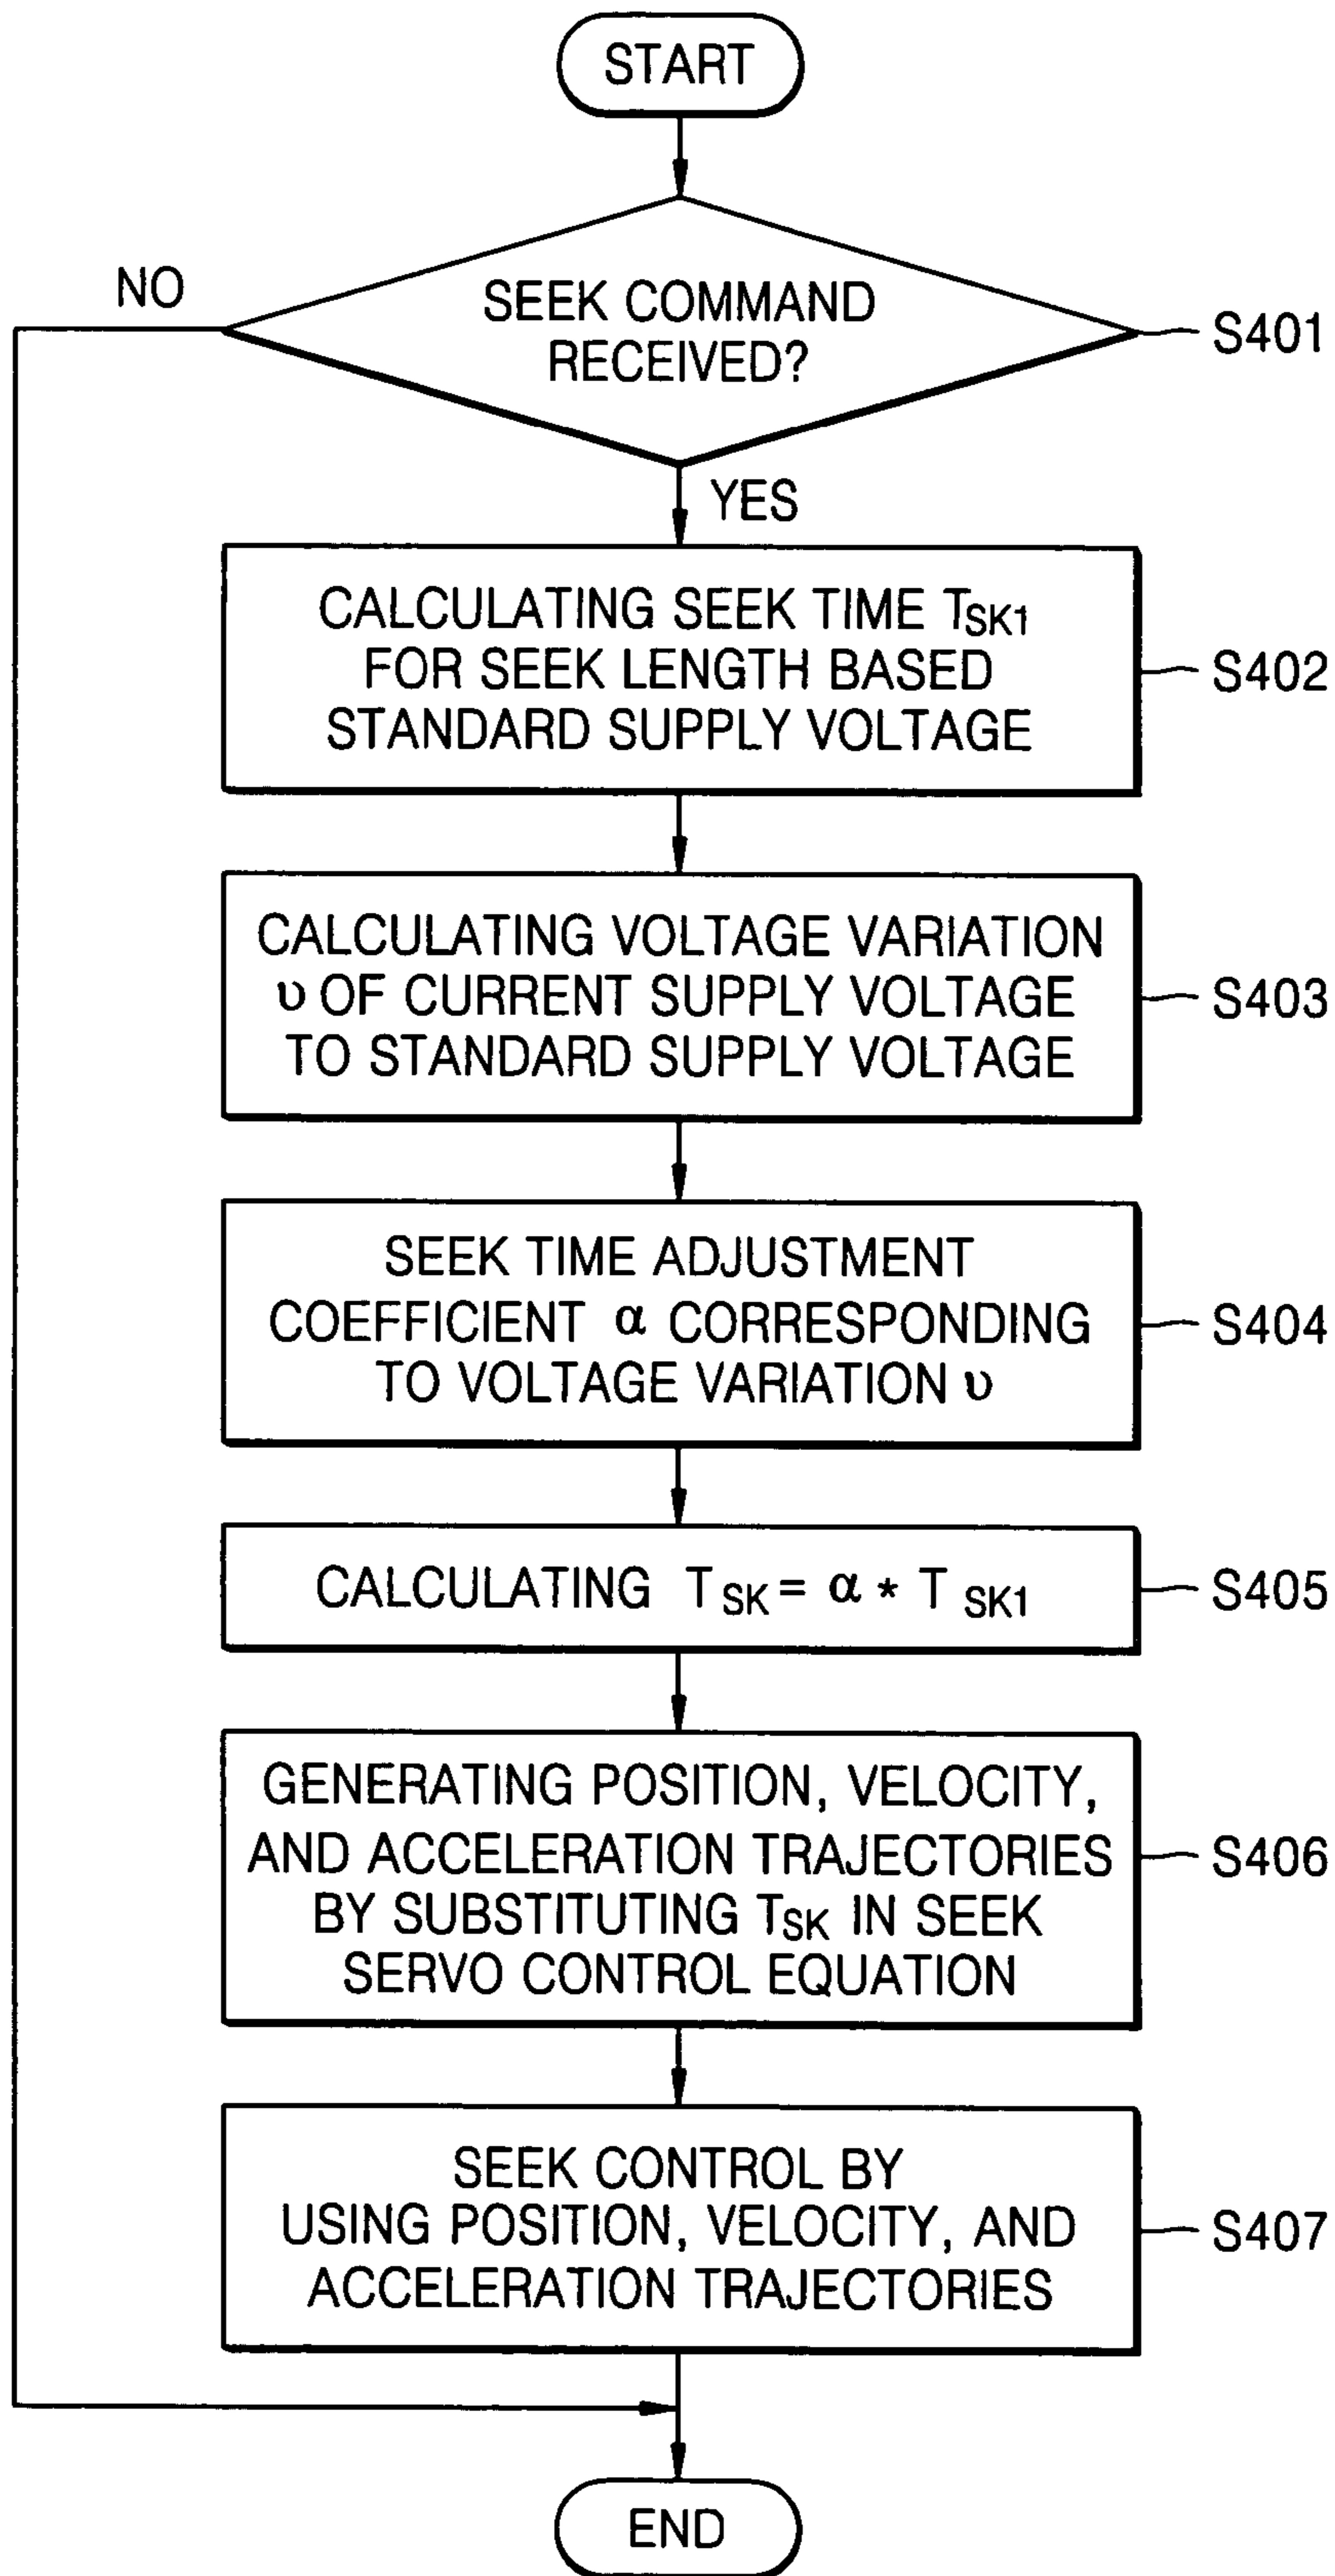 START
NO
SEEK COMMAND
RECEIVED?
S401
YES
CALCULATING SEEK TIME TSK1
FOR SEEK LENGTH BASED
STANDARD SUPPLY VOLTAGE
S402
CALCULATING VOLTAGE VARIATION
υ OF CURRENT SUPPLY VOLTAGE
TO STANDARD SUPPLY VOLTAGE
S403
SEEK TIME ADJUSTMENT
COEFFICIENT α CORRESPONDING
TO VOLTAGE VARIATION υ
S404
CALCULATING TSK = α * TSK1
S405
GENERATING POSITION, VELOCITY,
AND ACCELERATION TRAJECTORIES
BY SUBSTITUTING TSK IN SEEK
SERVO CONTROL EQUATION
S406
SEEK CONTROL BY
USING POSITION, VELOCITY, AND
ACCELERATION TRAJECTORIES
S407
END